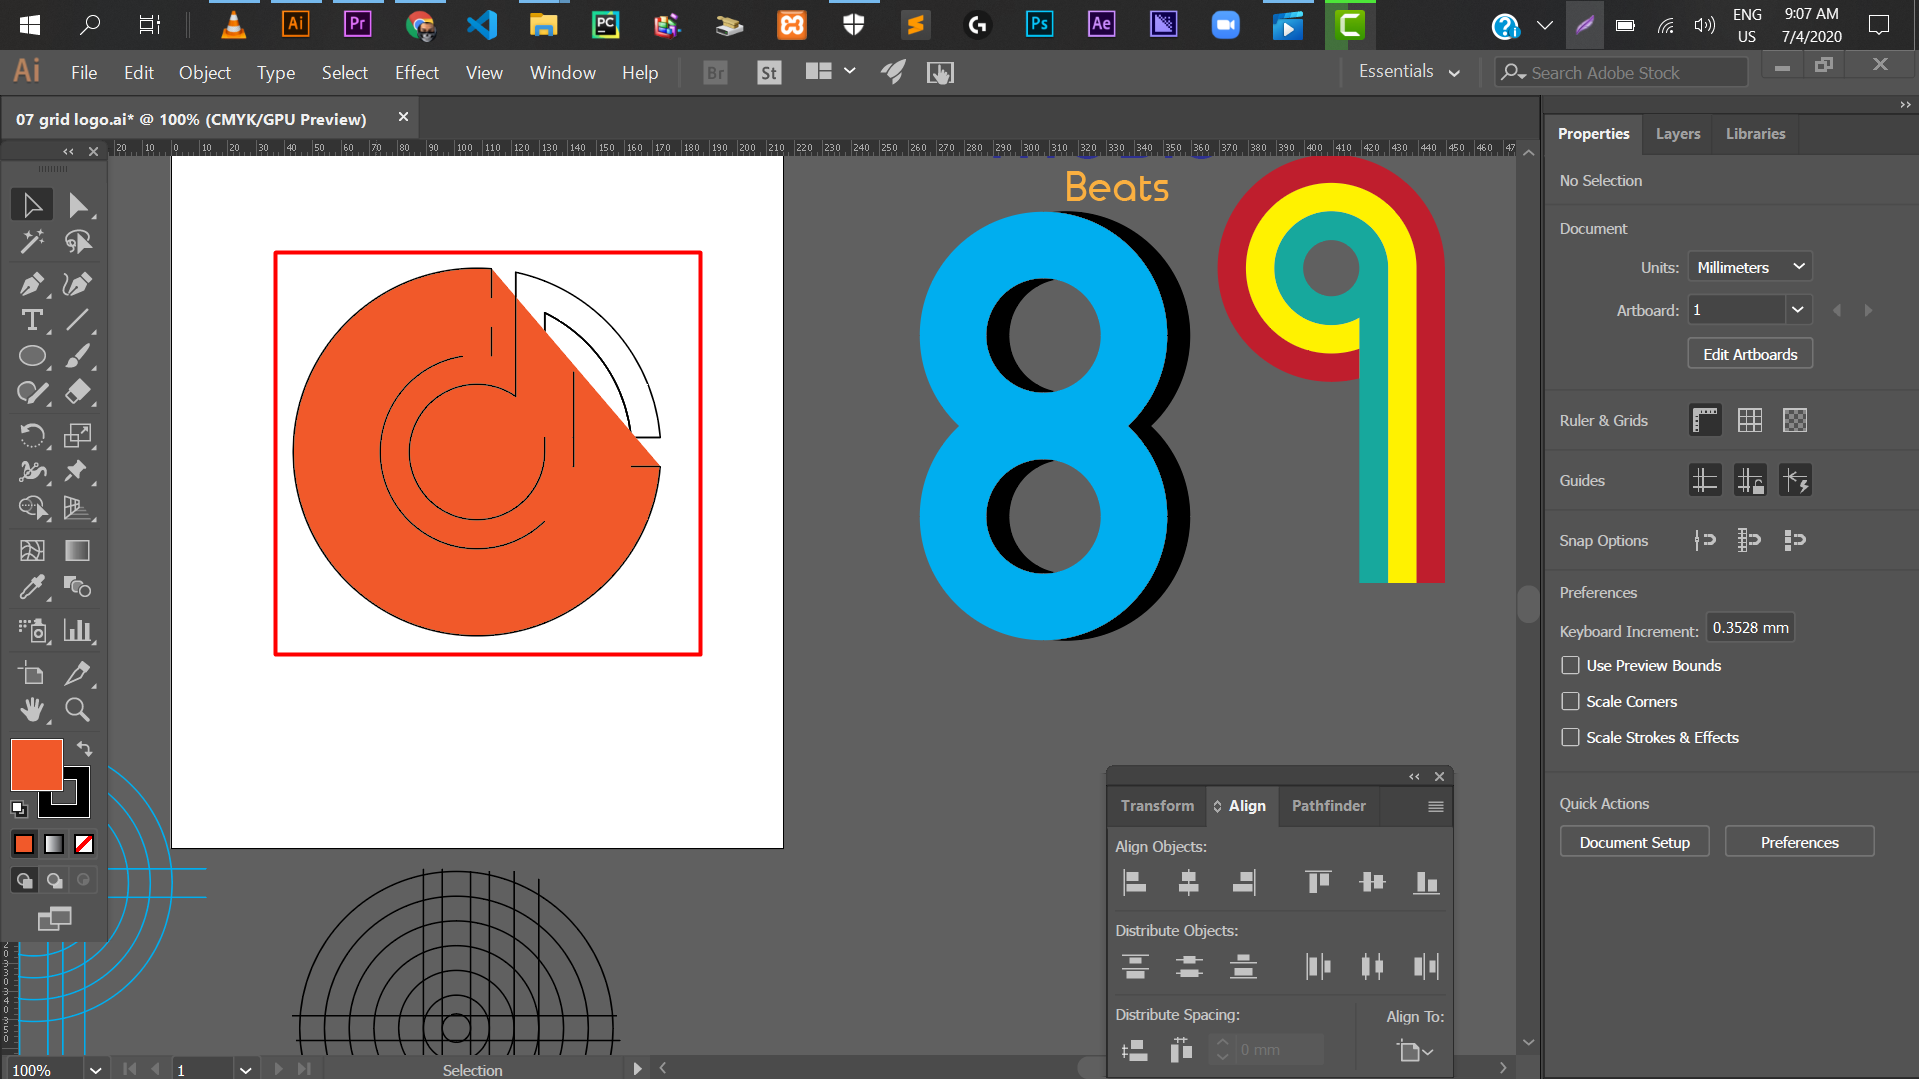 ENG
US
9:07 AM
7/4/2020
Ai File Edit Object Type Select Effect View Window Help Br St Essentials Search Adobe Stock
07 grid logo.ai* @ 100% (CMYK/GPU Preview)
20 10 0 10 20 30 40 50 60 70 80 90 100 110 120 130 140 150 160 170 180 190 200 210 220 230 240 250 260 270 280 290 300 310 320 330 340 350 360 370 380 390 400 410 420 430 440 450 460 47
Beats
89
Properties Layers Libraries
No Selection
Document
Units: Millimeters
Artboard: 1
Edit Artboards
Ruler & Grids
Guides
Snap Options
Preferences
Keyboard Increment: 0.3528 mm
Use Preview Bounds
Scale Corners
Scale Strokes & Effects
Quick Actions
Document Setup Preferences
Transform Align Pathfinder
Align Objects:
Distribute Objects:
Distribute Spacing: Align To:
0 mm
100% 1 Selection